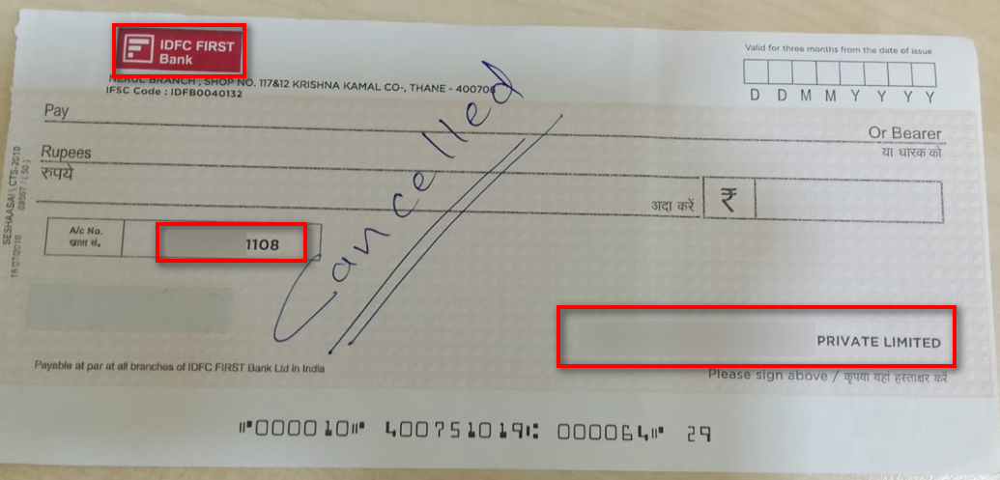 IDFC FIRST
Bank
Valid for three months from the date of issue
NERUL BRANCH, SHOP NO. 117&12 KRISHNA KAMAL CO-, THANE - 400706
IFSC Code : IDFB0040132
D D M M Y Y Y Y
Pay
Or Bearer
या धारक को
Rupees
रुपये
अदा करें ₹
A/c No.
खाता सं.
1108
Cancelled
SESHAASAI \ CTS-2010
16/07/2019
PRIVATE LIMITED
Payable at par at all branches of IDFC FIRST Bank Ltd in India
Please sign above / कृपया यहां हस्ताक्षर करें
⑈000010⑈ 400751019⑆ 000064⑈ 29